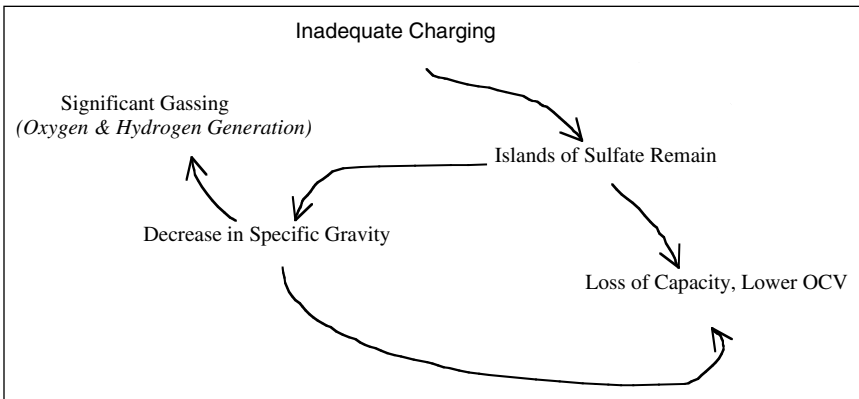 Inadequate Charging
Significant Gassing
(Oxygen & Hydrogen Generation)
Islands of Sulfate Remain
Decrease in Specific Gravity
Loss of Capacity, Lower OCV